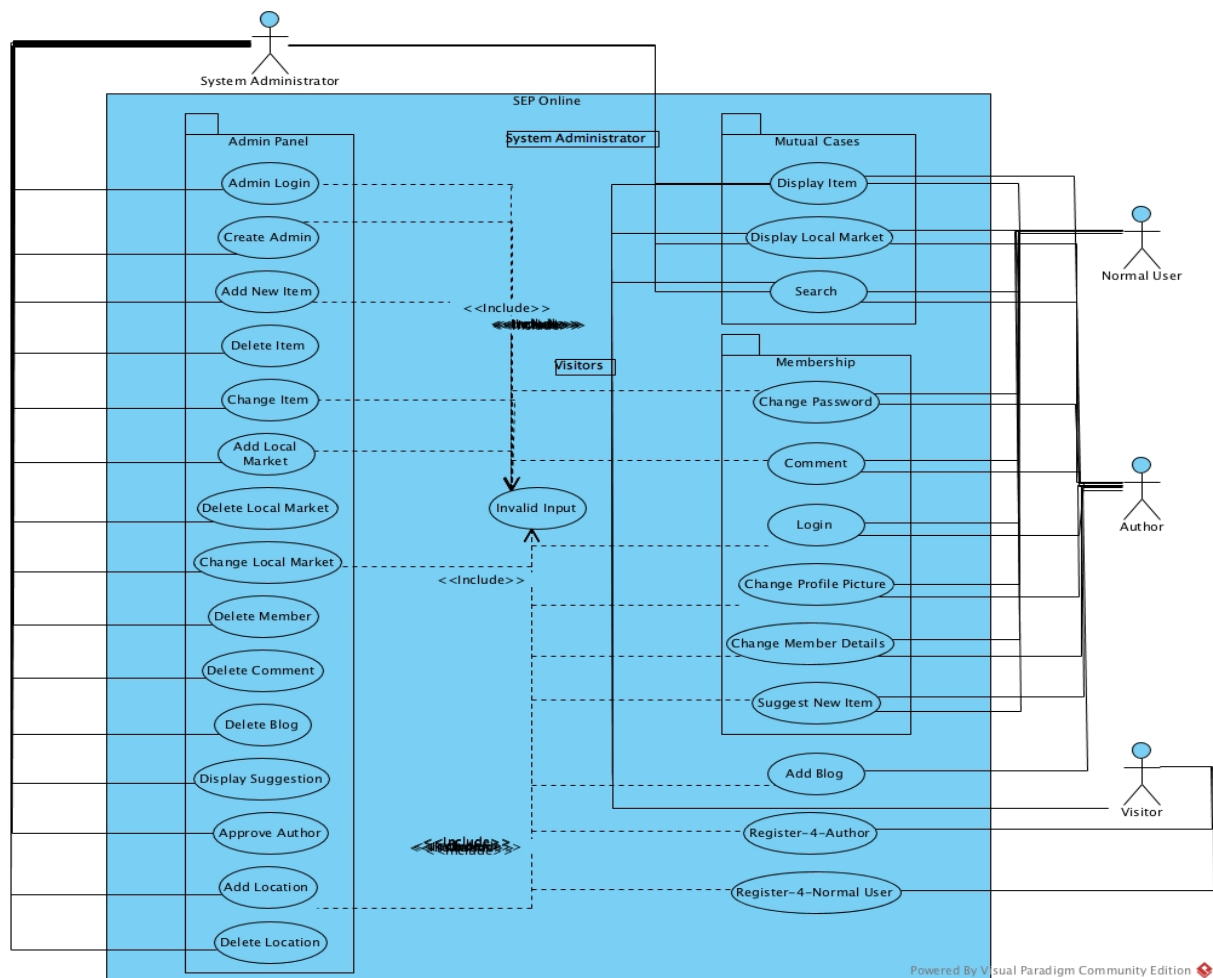 System Administrator
SEP Online
System Administrator
Admin Panel
Mutual Cases
Admin Login
Display Item
Create Admin
Display Local Market
Normal User
Add New Item
Search
<<Include>>
Delete Item
Visitors
Membership
Change Item
Change Password
Add Local
Market
Comment
Delete Local Market
Invalid Input
Login
Author
Change Local Market
<<Include>>
Change Profile Picture
Delete Member
Change Member Details
Delete Comment
Suggest New Item
Delete Blog
Display Suggestion
Add Blog
Visitor
Approve Author
Register-4-Author
<<Include>>
Add Location
Register-4-Normal User
Delete Location
Powered By Visual Paradigm Community Edition